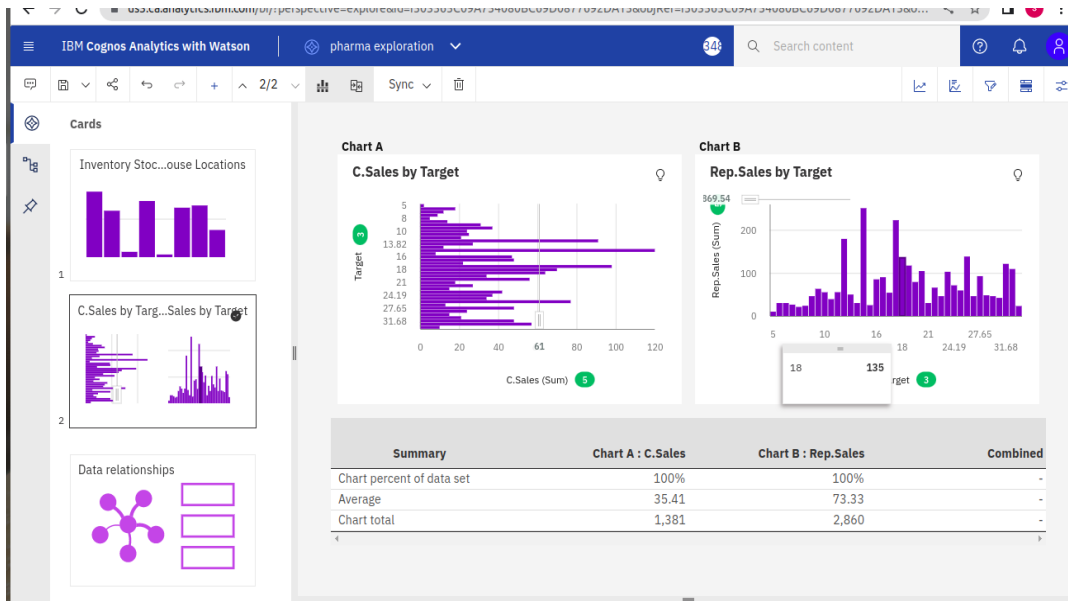 IBM Cognos Analytics with Watson
pharma exploration
348
Search content
2/2
Sync
Cards
Inventory Stoc...ouse Locations
1
C.Sales by Targ...Sales by Target
2
Data relationships
Chart A
C.Sales by Target
5
8
10
13.82
16
18
21
24.19
27.65
31.68
Target
3
0 20 40 61 80 100 120
C.Sales (Sum) 5
Chart B
Rep.Sales by Target
369.54
Rep.Sales (Sum)
200
100
0
5 10 16 21 27.65
18 24.19 31.68
18 135
rget 3
Summary Chart A : C.Sales Chart B : Rep.Sales Combined
Chart percent of data set 100% 100% -
Average 35.41 73.33 -
Chart total 1,381 2,860 -